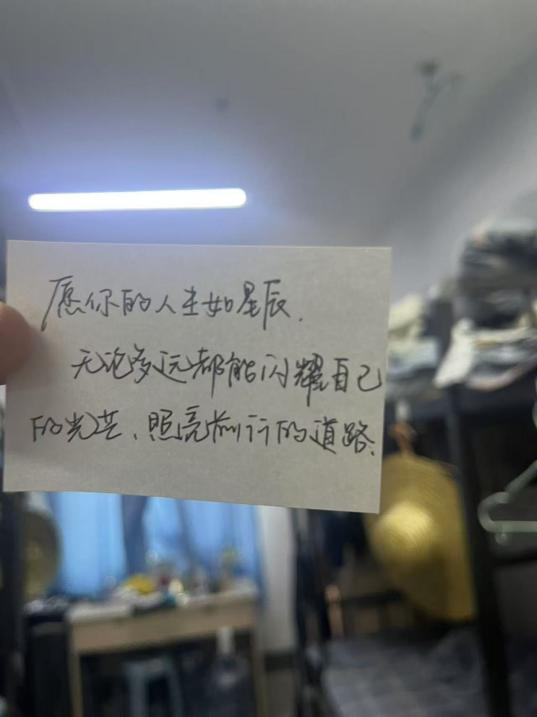 愿你的人生如星辰.
无论多远都能闪耀自己
的光芒、照亮前行的道路.